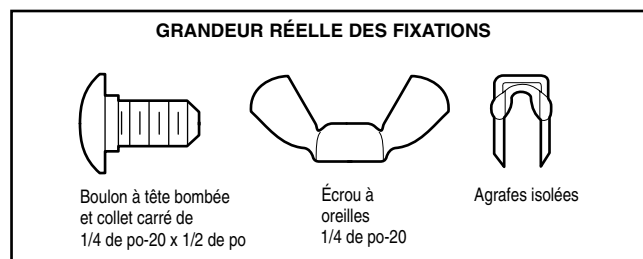 GRANDEUR RÉELLE DES FIXATIONS
Boulon à tête bombée
et collet carré de
1/4 de po-20 x 1/2 de po
Écrou à
oreilles
1/4 de po-20
Agrafes isolées